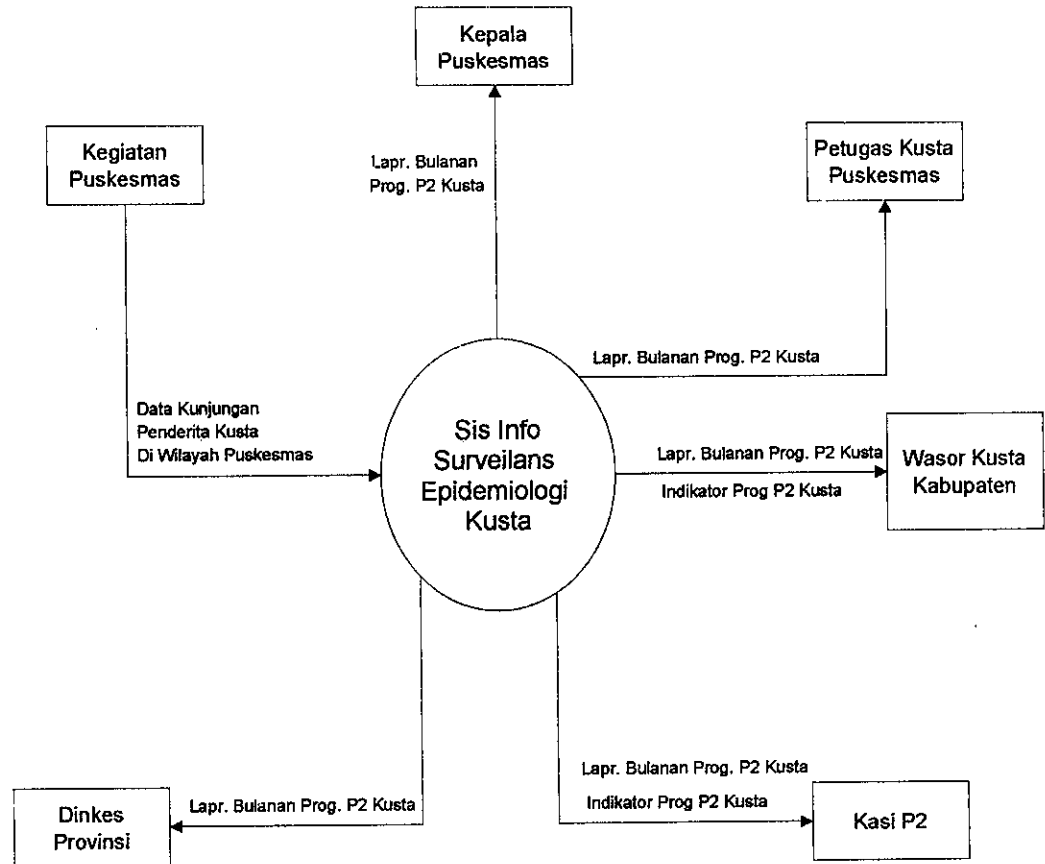 Kepala
Puskesmas
Kegiatan
Puskesmas
Petugas Kusta
Puskesmas
Lapr. Bulanan
Prog. P2 Kusta
Lapr. Bulanan Prog. P2 Kusta
Data Kunjungan
Penderita Kusta
Di Wilayah Puskesmas
Sis Info
Surveilans
Epidemiologi
Kusta
Lapr. Bulanan Prog. P2 Kusta
Indikator Prog P2 Kusta
Wasor Kusta
Kabupaten
Lapr. Bulanan Prog. P2 Kusta
Indikator Prog P2 Kusta
Kasi P2
Lapr. Bulanan Prog. P2 Kusta
Dinkes
Provinsi